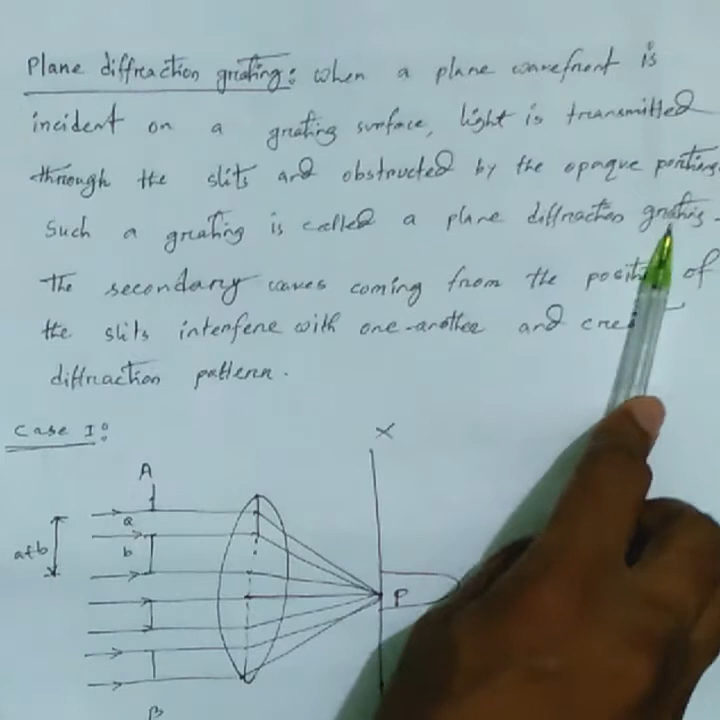 Plane diffraction grating: When a plane wavefront is
incident on a grating surface, light is transmitted
through the slits and obstructed by the opaque portions.
Such a grating is called a plane diffraction grating.
The secondary waves coming from the of
the slits interfere with one-another and
diffraction pattern.
Case I:
X
A
a
a+b
b
P
B